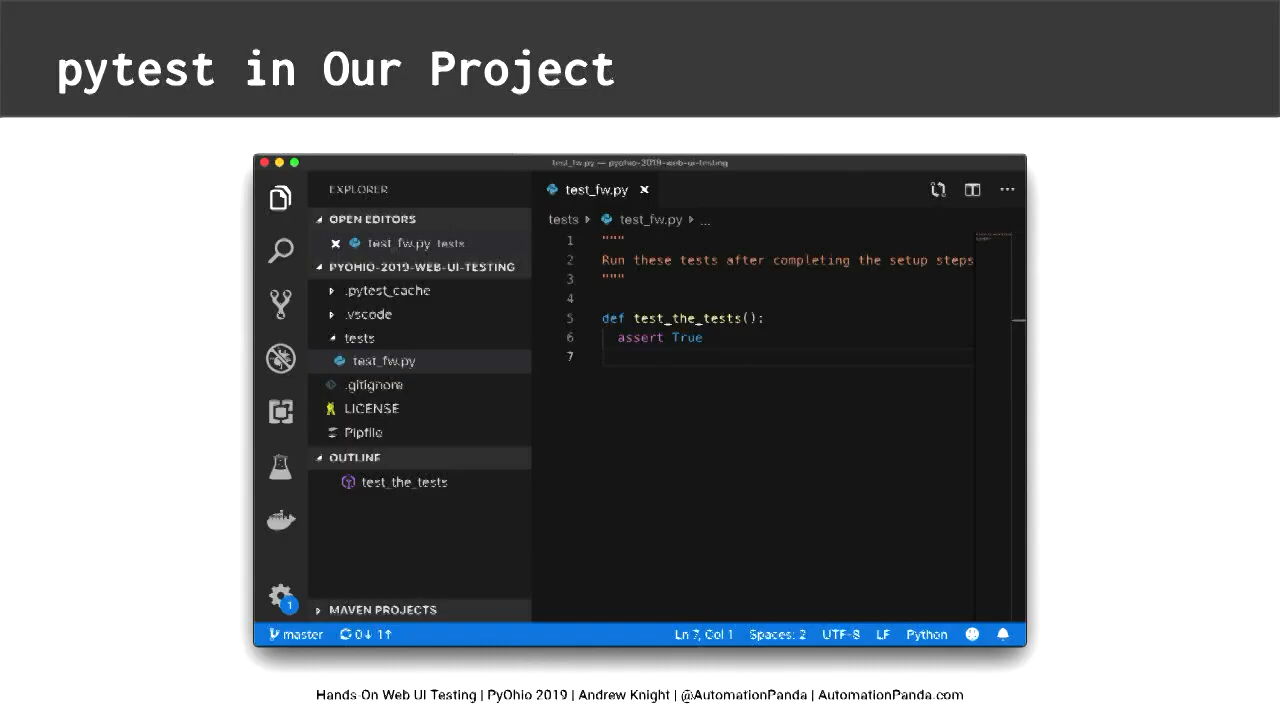 pytest in Our Project
test_fw.py — pyohio-2019-web-ui-testing
EXPLORER
OPEN EDITORS
test_fw.py tests
PYOHIO-2019-WEB-UI-TESTING
.pytest_cache
.vscode
tests
test_fw.py
.gitignore
LICENSE
Pipfile
OUTLINE
test_the_tests
MAVEN PROJECTS
test_fw.py
tests test_fw.py ...
1 """
2 Run these tests after completing the setup steps
3 """
4
5 def test_the_tests():
6 assert True
7
1
master 0↓ 1↑ Ln 7, Col 1 Spaces: 2 UTF-8 LF Python
Hands-On Web UI Testing | PyOhio 2019 | Andrew Knight | @AutomationPanda | AutomationPanda.com